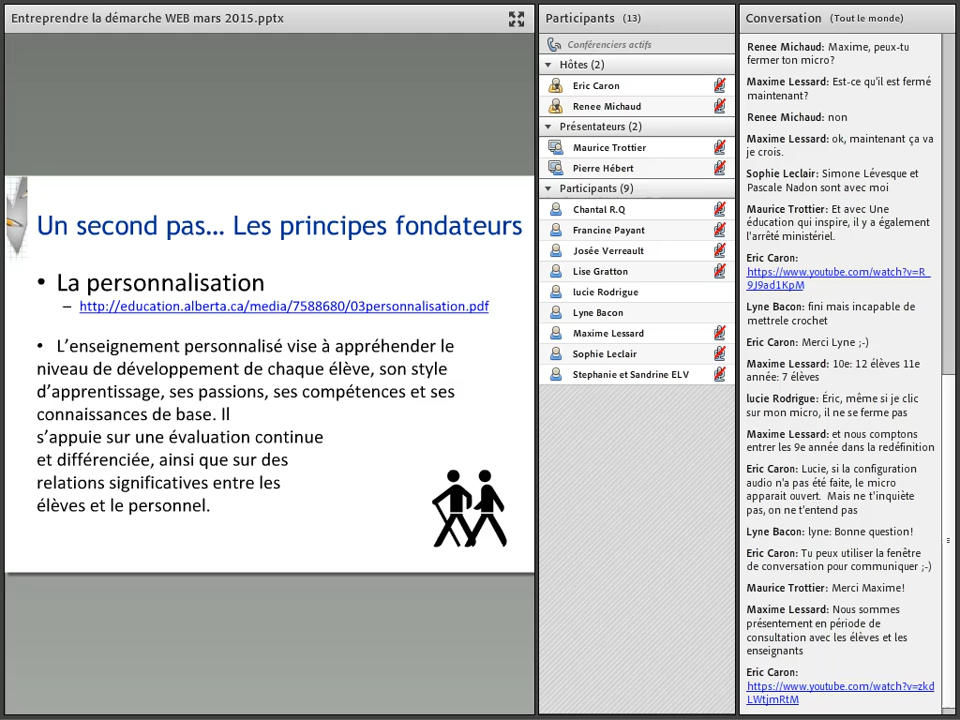 Entreprendre la démarche WEB mars 2015.pptx
Un second pas... Les principes fondateurs
• La personnalisation
– http://education.alberta.ca/media/7588680/03personnalisation.pdf
• L'enseignement personnalisé vise à appréhender le
niveau de développement de chaque élève, son style
d'apprentissage, ses passions, ses compétences et ses
connaissances de base. Il
s'appuie sur une évaluation continue
et différenciée, ainsi que sur des
relations significatives entre les
élèves et le personnel.
Participants (13)
Conférenciers actifs
Hôtes (2)
Eric Caron
Renee Michaud
Présentateurs (2)
Maurice Trottier
Pierre Hébert
Participants (9)
Chantal R.Q
Francine Payant
Josée Verreault
Lise Gratton
lucie Rodrigue
Lyne Bacon
Maxime Lessard
Sophie Leclair
Stephanie et Sandrine ELV
Conversation (Tout le monde)
Renee Michaud: Maxime, peux-tu
fermer ton micro?
Maxime Lessard: Est-ce qu'il est fermé
maintenant?
Renee Michaud: non
Maxime Lessard: ok, maintenant ça va
je crois.
Sophie Leclair: Simone Lévesque et
Pascale Nadon sont avec moi
Maurice Trottier: Et avec Une
éducation qui inspire, il y a également
l'arrêté ministériel.
Eric Caron:
https://www.youtube.com/watch?v=R_
9J9ad1KpM
Lyne Bacon: fini mais incapable de
mettrele crochet
Eric Caron: Merci Lyne ;-)
Maxime Lessard: 10e: 12 élèves 11e
année: 7 élèves
lucie Rodrigue: Éric, même si je clic
sur mon micro, il ne se ferme pas
Maxime Lessard: et nous comptons
entrer les 9e année dans la redéfinition
Eric Caron: Lucie, si la configuration
audio n'a pas été faite, le micro
apparait ouvert. Mais ne t'inquiète
pas, on ne t'entend pas
Lyne Bacon: lyne: Bonne question!
Eric Caron: Tu peux utiliser la fenêtre
de conversation pour communiquer ;-)
Maurice Trottier: Merci Maxime!
Maxime Lessard: Nous sommes
présentement en période de
consultation avec les élèves et les
enseignants
Eric Caron:
https://www.youtube.com/watch?v=zkd
LWtjmRtM